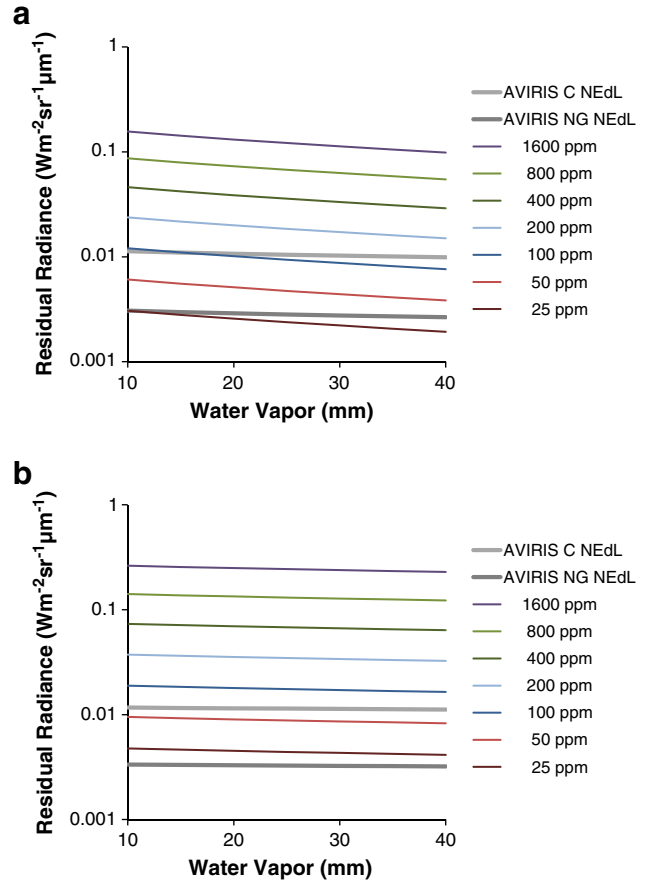 a
Residual Radiance (Wm-2sr-1µm-1)
1
0.1
0.01
0.001
10 20 30 40
Water Vapor (mm)
AVIRIS C NEdL
AVIRIS NG NEdL
1600 ppm
800 ppm
400 ppm
200 ppm
100 ppm
50 ppm
25 ppm
b
Residual Radiance (Wm-2sr-1µm-1)
1
0.1
0.01
0.001
10 20 30 40
Water Vapor (mm)
AVIRIS C NEdL
AVIRIS NG NEdL
1600 ppm
800 ppm
400 ppm
200 ppm
100 ppm
50 ppm
25 ppm